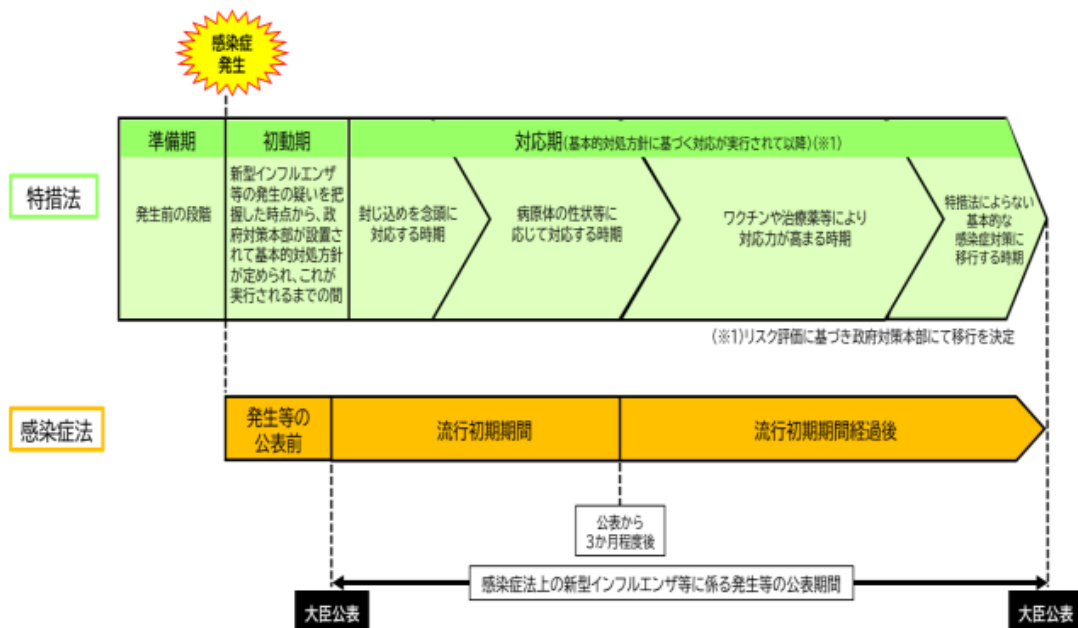 感染症
発生
特措法
準備期
初動期
対応期(基本的対処方針に基づく対応が実行されて以降)(※1)
発生前の段階
新型インフルエンザ
等の発生の疑いを把
握した時点から、政
府対策本部が設置され
て基本的対処方針
が定められ、これが
実行されるまでの間
封じ込めを念頭に
対応する時期
病原体の性状等に
応じて対応する時期
ワクチンや治療薬等により
対応力が高まる時期
特措法によらない
基本的な
感染症対策に
移行する時期
(※1)リスク評価に基づき政府対策本部にて移行を決定
感染症法
発生等の
公表前
流行初期期間
流行初期期間経過後
公表から
3か月程度後
感染症法上の新型インフルエンザ等に係る発生等の公表期間
大臣公表
大臣公表